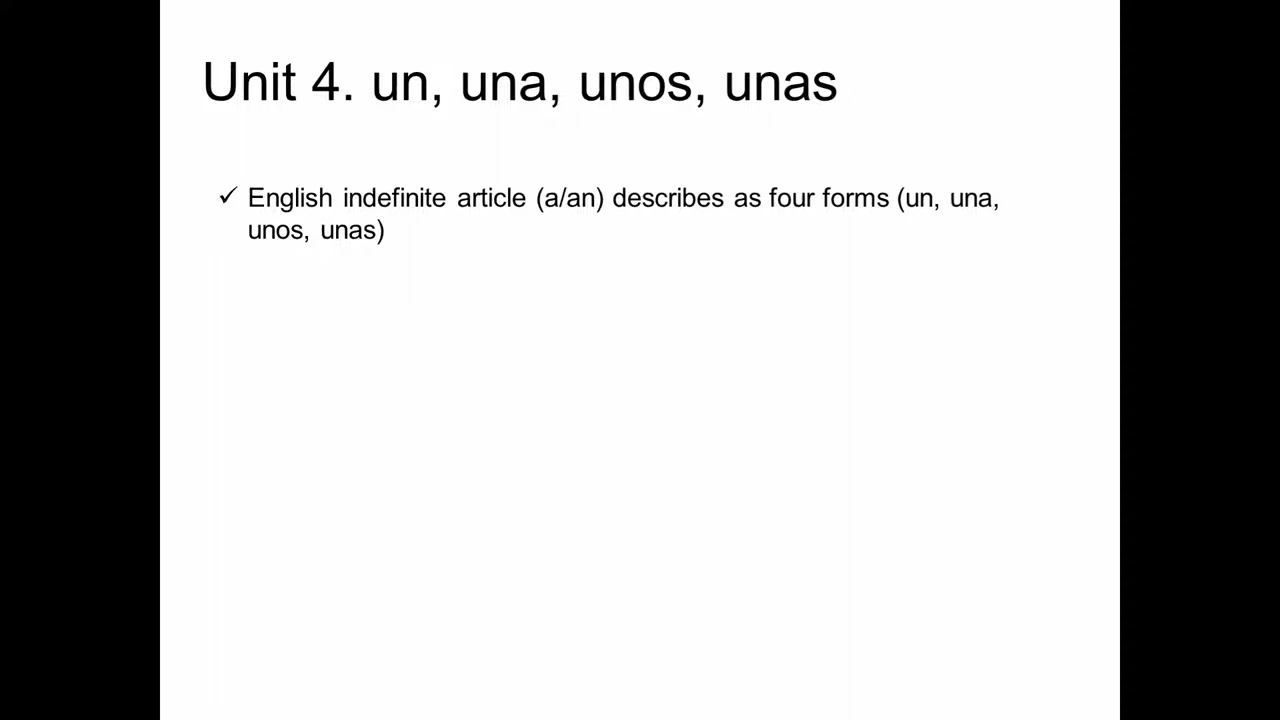 Unit 4. un, una, unos, unas
✓ English indefinite article (a/an) describes as four forms (un, una,
unos, unas)